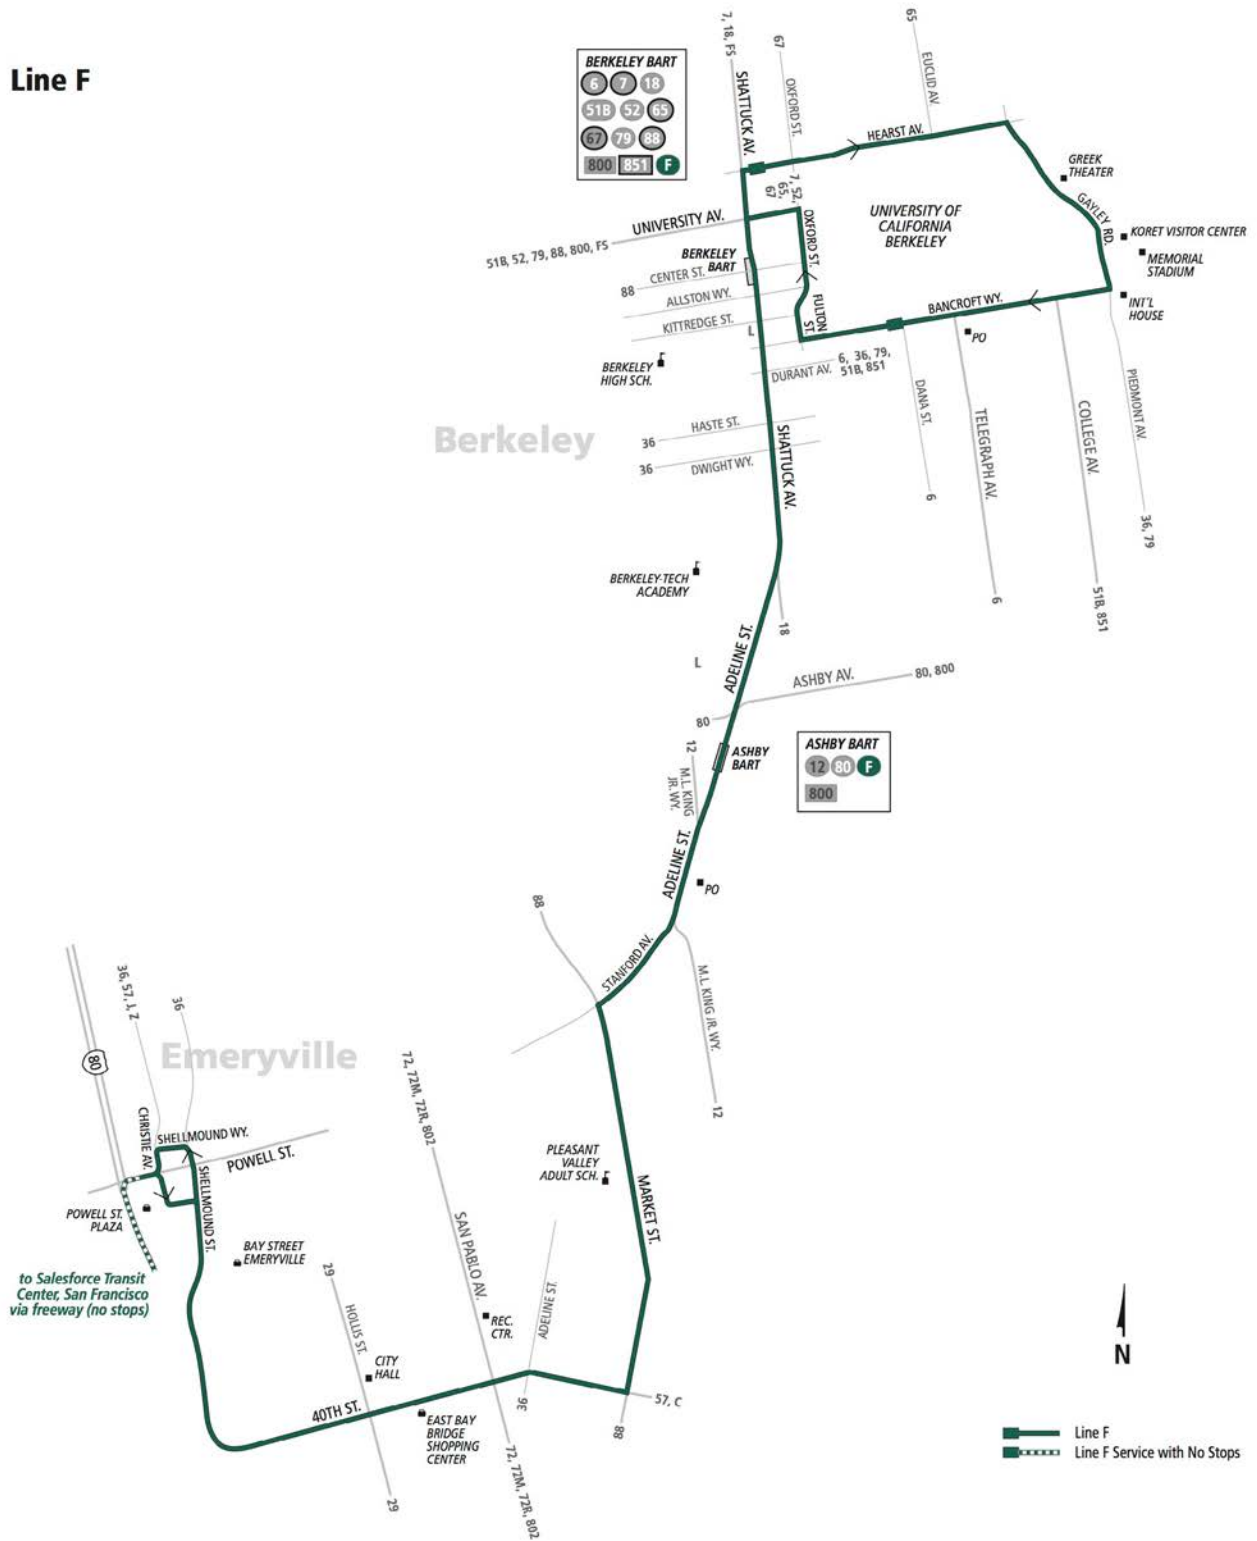 Line F
BERKELEY BART
6 7 18
51B 52 65
67 79 88
800 851 F
7, 18, FS
SHATTUCK AV.
67
OXFORD ST.
65
EUCLID AV.
HEARST AV.
GREEK
THEATER
GAYLEY RD.
KORET VISITOR CENTER
MEMORIAL
STADIUM
INT'L
HOUSE
UNIVERSITY OF
CALIFORNIA
BERKELEY
7, 52,
65,
67
OXFORD ST.
UNIVERSITY AV.
51B, 52, 79, 88, 800, FS
BERKELEY
BART
CENTER ST.
88
ALLSTON WY.
KITTREDGE ST.
L
FULTON
ST.
BANCROFT WY.
PO
BERKELEY
HIGH SCH.
DURANT AV.
6, 36, 79,
51B, 851
DANA ST.
6
TELEGRAPH AV.
6
COLLEGE AV.
51B, 851
PIEDMONT AV.
36, 79
Berkeley
HASTE ST.
36
DWIGHT WY.
36
SHATTUCK AV.
BERKELEY-TECH
ACADEMY
18
ADELINE ST.
L
ASHBY AV.
80, 800
80
ASHBY
BART
ASHBY BART
12 80 F
800
12
M.L. KING
JR. WY.
ADELINE ST.
PO
88
STANFORD AV.
M.L. KING JR. WY.
12
36, 57, J, Z
36
80
Emeryville
72, 72M, 72R, 802
CHRISTIE AV.
SHELLMOUND WY.
POWELL ST.
SHELLMOUND ST.
POWELL ST.
PLAZA
PLEASANT
VALLEY
ADULT SCH.
MARKET ST.
BAY STREET
EMERYVILLE
to Salesforce Transit
Center, San Francisco
via freeway (no stops)
29
HOLLIS ST.
SAN PABLO AV.
REC.
CTR.
ADELINE ST.
CITY
HALL
40TH ST.
36
57, C
88
EAST BAY
BRIDGE
SHOPPING
CENTER
29
72, 72M, 72R, 802
N
Line F
Line F Service with No Stops